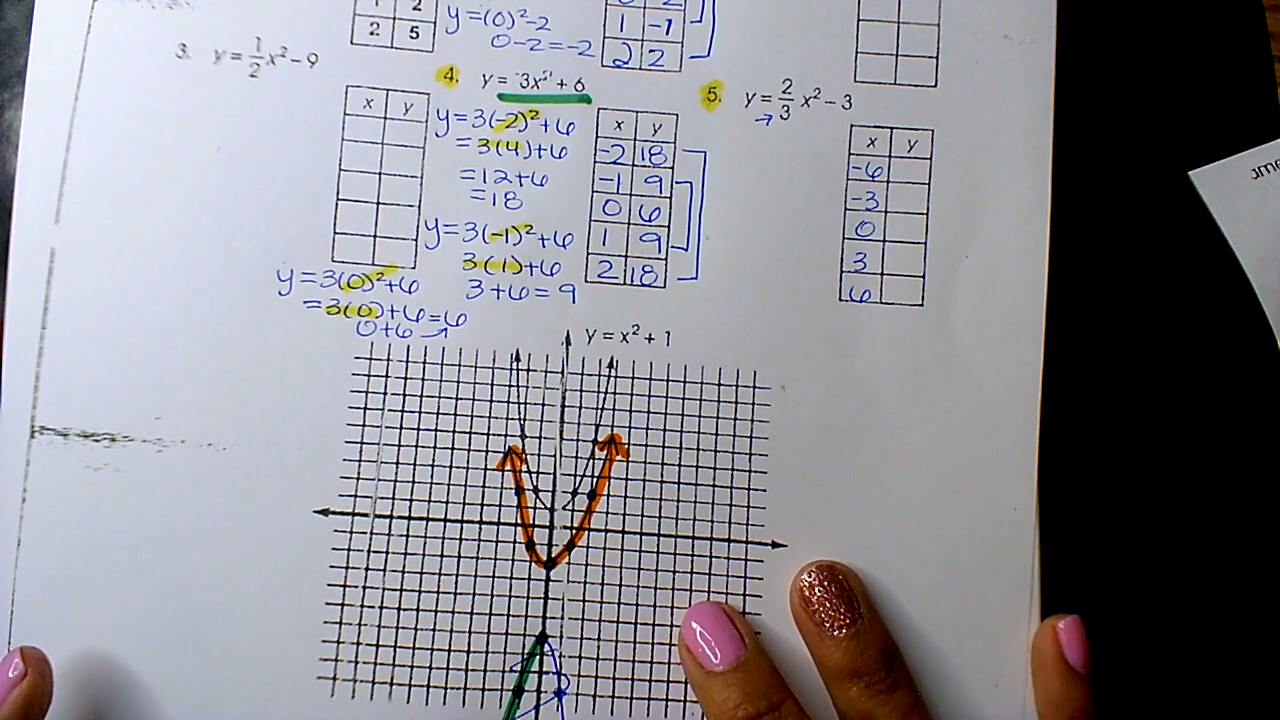 1 2
2 5
y=(0)²-2
0-2=-2
0 -2
1 -1
2 2
3. y = 1/2 x² - 9
x y
4. y = -3x² + 6
y=3(-2)²+6
=3(4)+6
=12+6
=18
y=3(-1)²+6
3(1)+6
3+6=9
y=3(0)²+6
=3(0)+6=6
0+6
x y
-2 18
-1 9
0 6
1 9
2 18
5. y = 2/3 x² - 3
x y
-6
-3
0
3
6
y = x² + 1